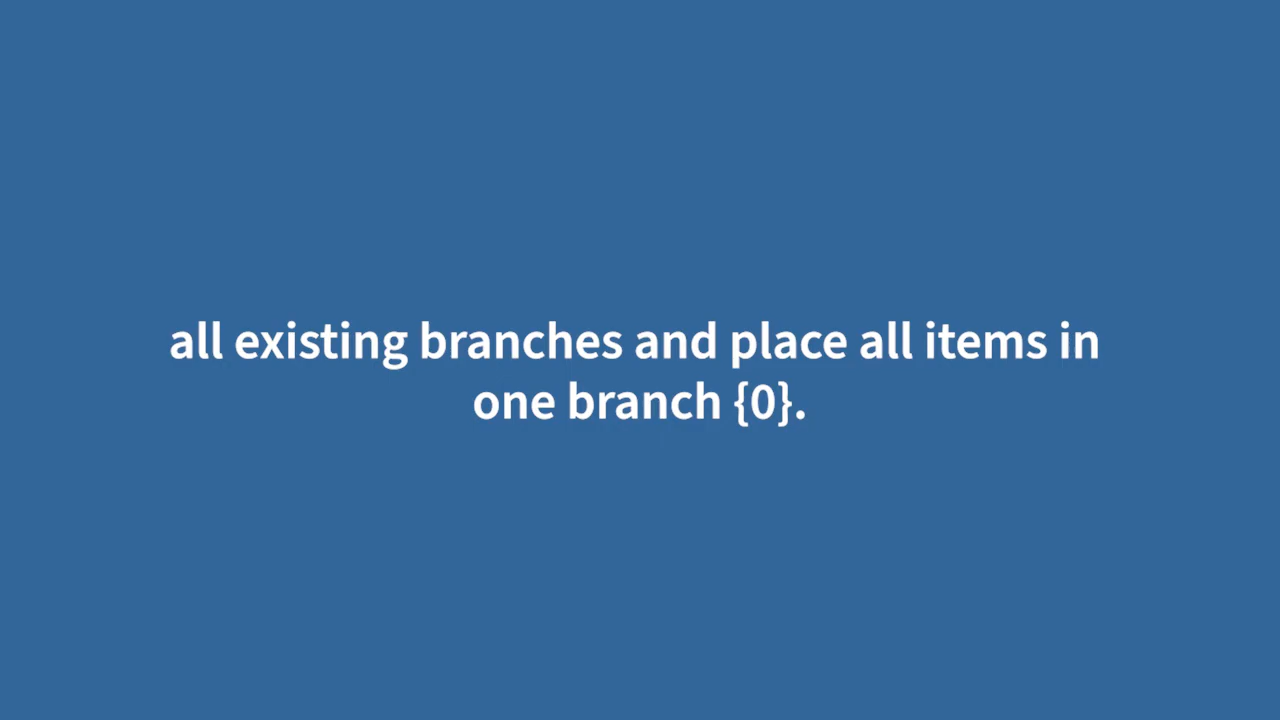 all existing branches and place all items in
one branch {0}.